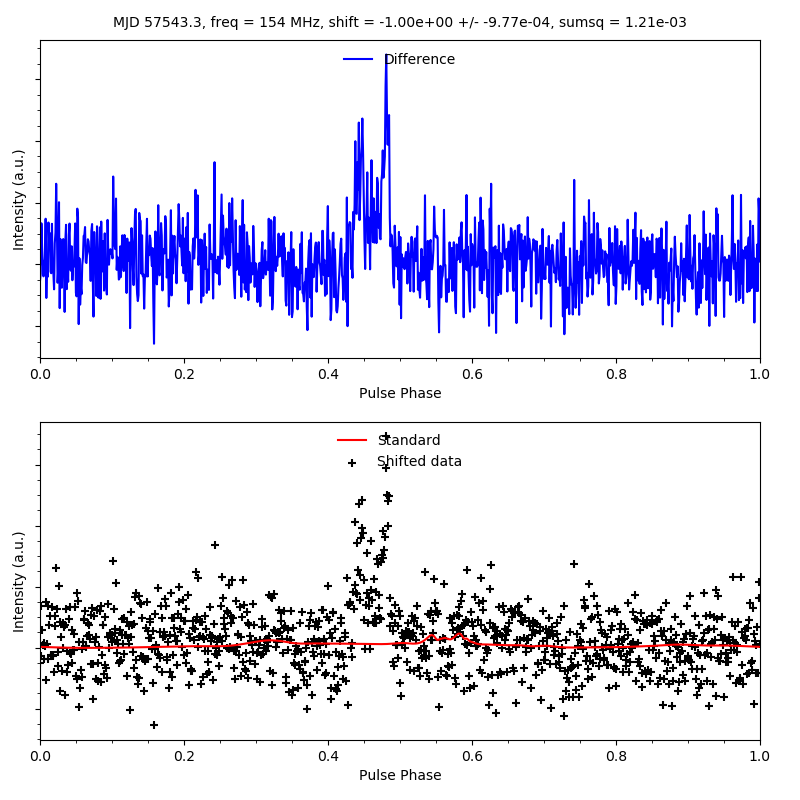 MJD 57543.3, freq = 154 MHz, shift = -1.00e+00 +/- -9.77e-04, sumsq = 1.21e-03
Difference
Intensity (a.u.)
0.0 0.2 0.4 0.6 0.8 1.0
Pulse Phase
Standard
Shifted data
Intensity (a.u.)
0.0 0.2 0.4 0.6 0.8 1.0
Pulse Phase